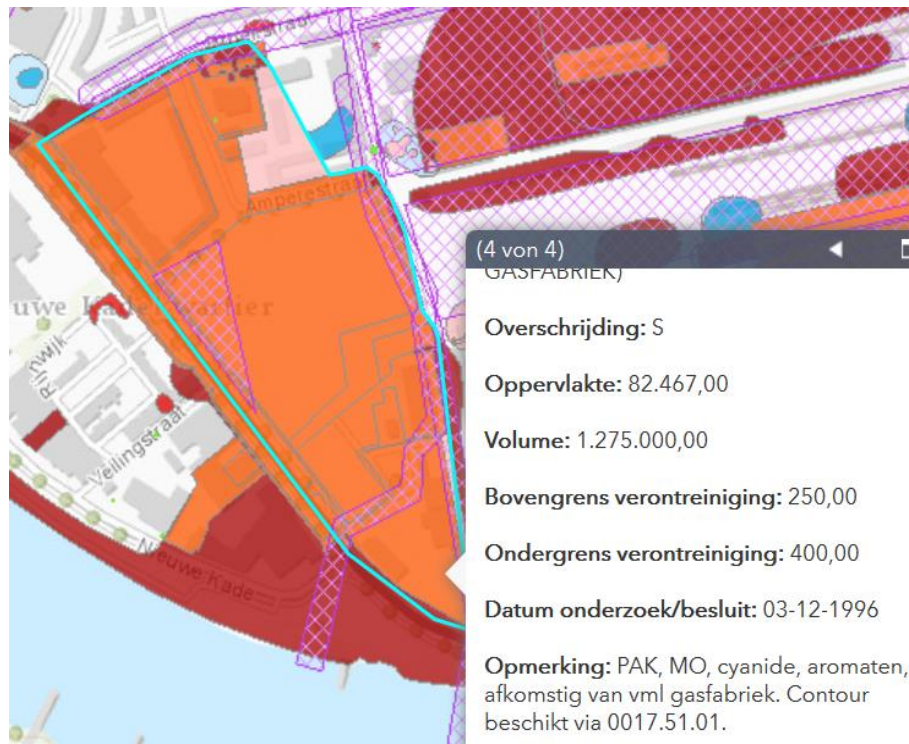 (4 von 4)
GASFABRIEK)
Overschrijding: S
Oppervlakte: 82.467,00
Volume: 1.275.000,00
Bovengrens verontreiniging: 250,00
Ondergrens verontreiniging: 400,00
Datum onderzoek/besluit: 03-12-1996
Opmerking: PAK, MO, cyanide, aromaten,
afkomstig van vml gasfabriek. Contour
beschikt via 0017.51.01.
Amperestraat
Rijnwijk
Veilingstraat
Nieuwe Kade